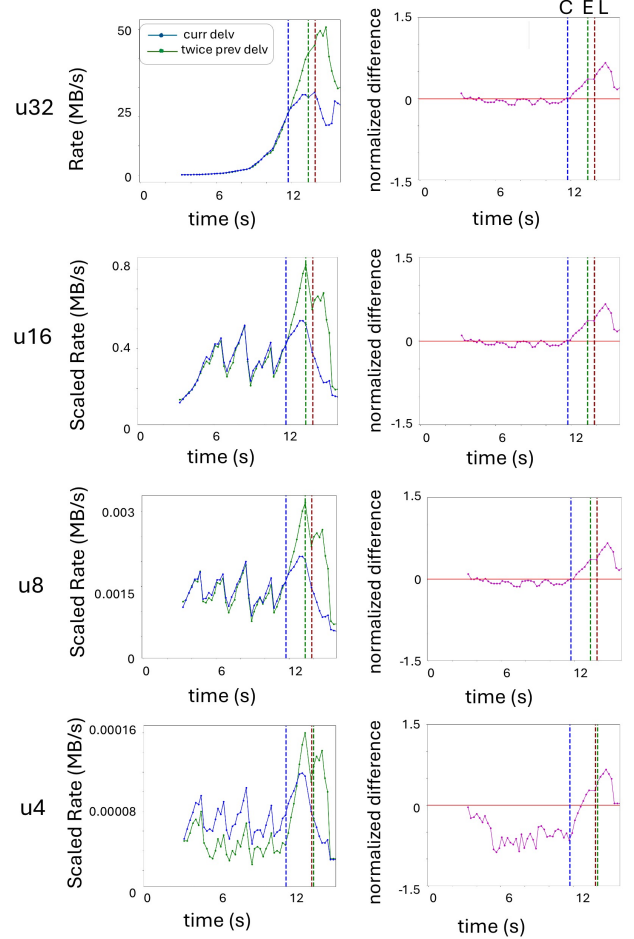 C E L
u32
Rate (MB/s)
50
25
0
curr delv
twice prev delv
0 6 12
time (s)
normalized difference
1.5
0
-1.5
0 6 12
time (s)
u16
Scaled Rate (MB/s)
0.8
0.4
0
0 6 12
time (s)
normalized difference
1.5
0
-1.5
0 6 12
time (s)
u8
Scaled Rate (MB/s)
0.003
0.0015
0
0 6 12
time (s)
normalized difference
1.5
0
-1.5
0 6 12
time (s)
u4
Scaled Rate (MB/s)
0.00016
0.00008
0
0 6 12
time (s)
normalized difference
1.5
0
-1.5
0 6 12
time (s)